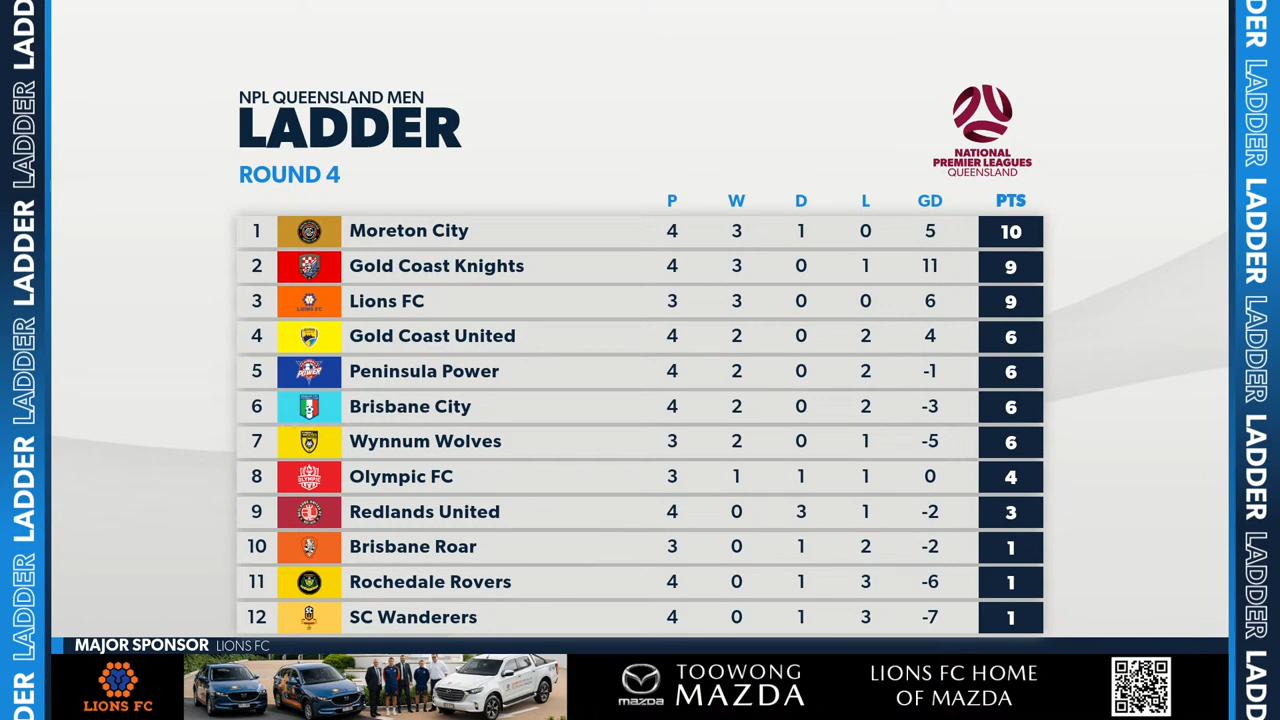 NPL QUEENSLAND MEN
LADDER
ROUND 4
NATIONAL
PREMIER LEAGUES
QUEENSLAND
P W D L GD PTS
1 Moreton City 4 3 1 0 5 10
2 Gold Coast Knights 4 3 0 1 11 9
3 LIONS FC Lions FC 3 3 0 0 6 9
4 Gold Coast United 4 2 0 2 4 6
5 POWER Peninsula Power 4 2 0 2 -1 6
6 Brisbane City 4 2 0 2 -3 6
7 Wynnum Wolves 3 2 0 1 -5 6
8 OLYMPIC Olympic FC 3 1 1 1 0 4
9 Redlands United 4 0 3 1 -2 3
10 Brisbane Roar 3 0 1 2 -2 1
11 Rochedale Rovers 4 0 1 3 -6 1
12 SC Wanderers 4 0 1 3 -7 1
MAJOR SPONSOR LIONS FC
LIONS FC
mazda
TOOWONG
MAZDA
LIONS FC HOME
OF MAZDA
LADD
LADDER
LADDER
LADDER
LADDER
LADDER
DER
DER
LADDER
LADDER
LADDER
LADDER
LADDER